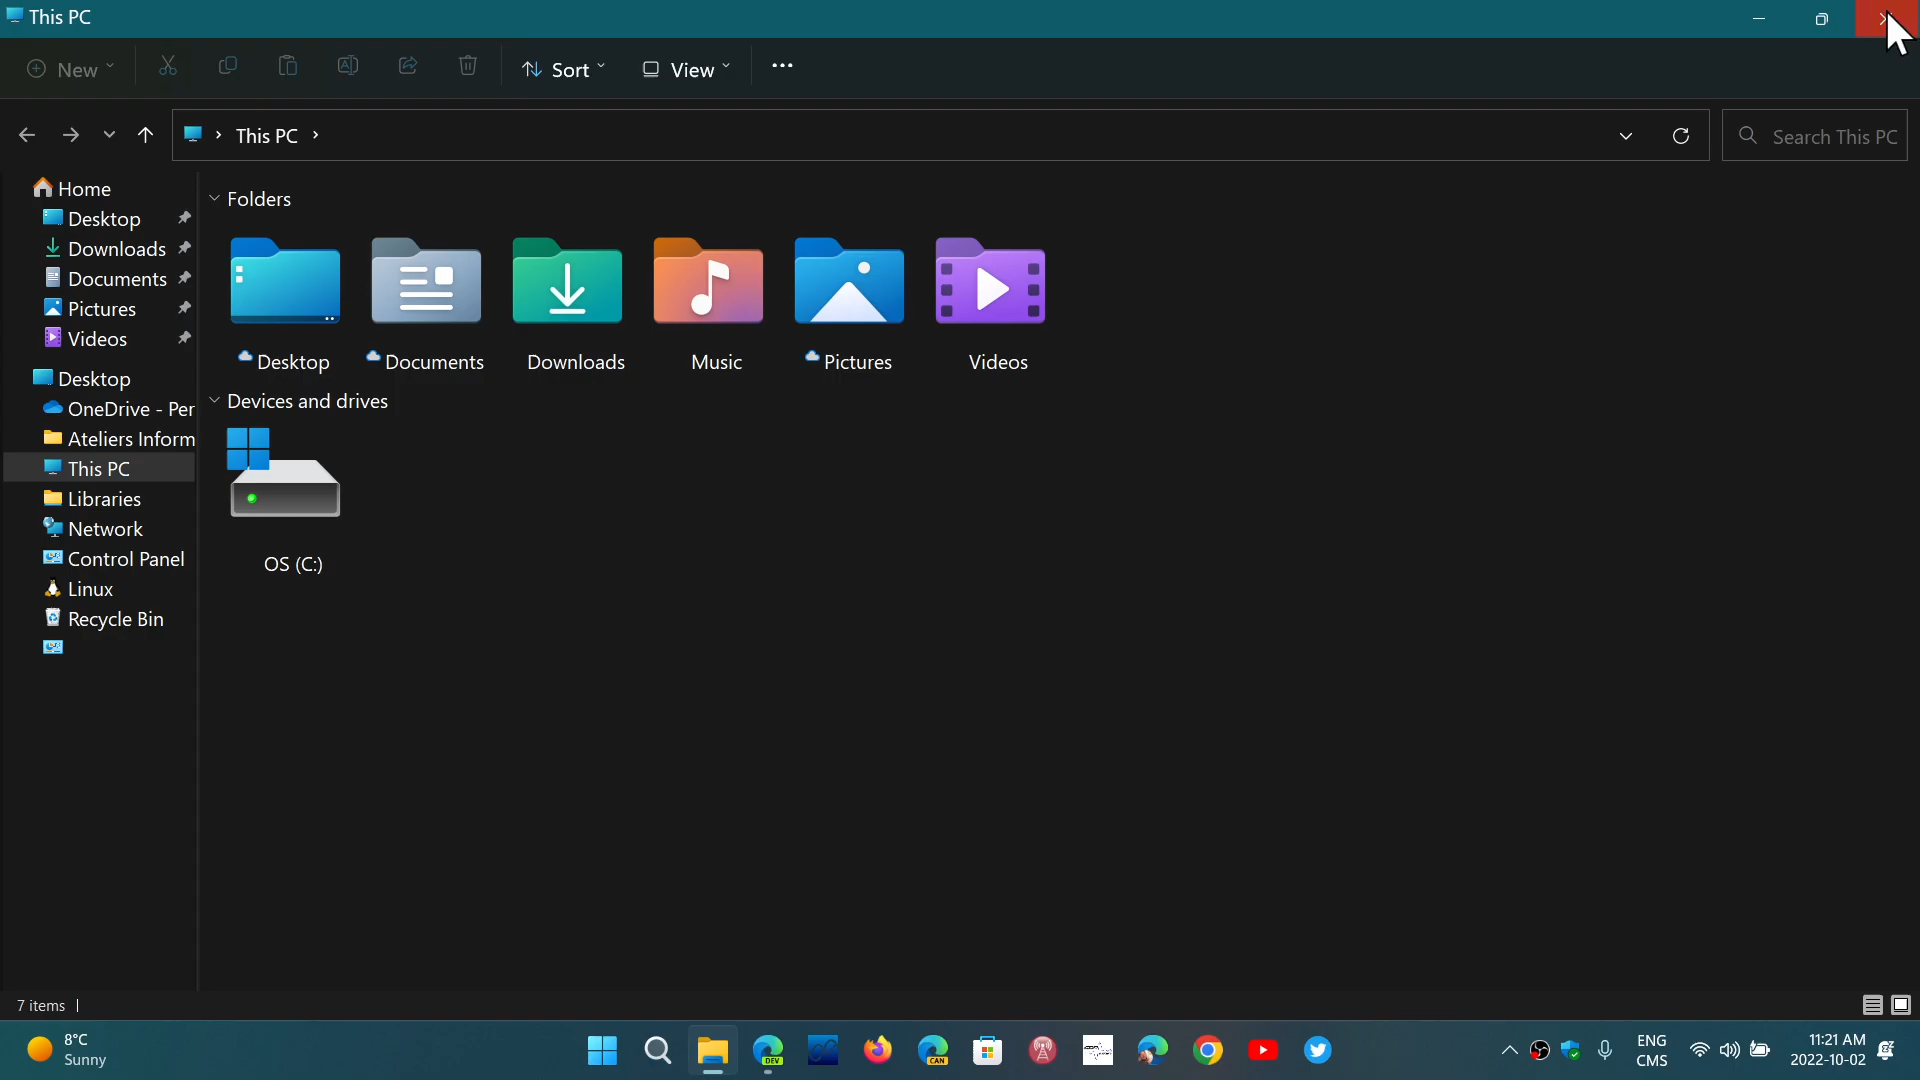 This PC
New
Sort
View
This PC
Search This PC
Home
Desktop
Downloads
Documents
Pictures
Videos
Desktop
OneDrive - Per
Ateliers Inform
This PC
Libraries
Network
Control Panel
Linux
Recycle Bin
Folders
Desktop
Documents
Downloads
Music
Pictures
Videos
Devices and drives
OS (C:)
7 items
8°C
Sunny
DEV
CAN
ENG
CMS
11:21 AM
2022-10-02